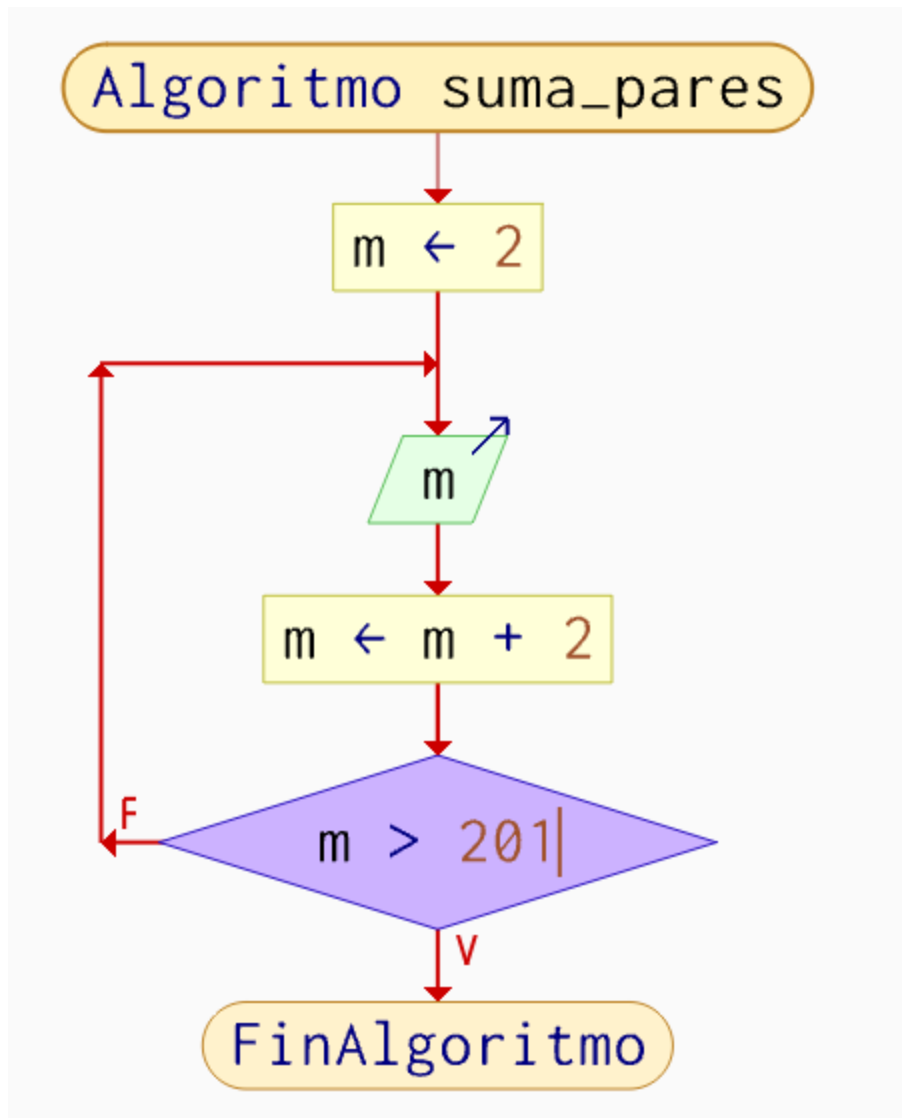 Algoritmo suma_pares
m ← 2
m
m ← m + 2
F
m > 201
V
FinAlgoritmo